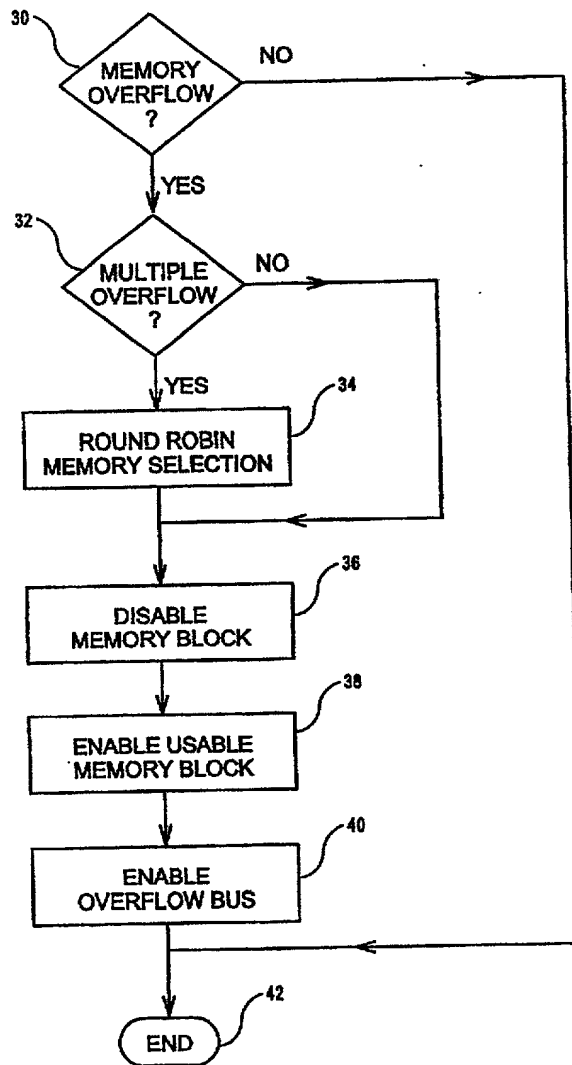 30
MEMORY
OVERFLOW
?
NO
YES
32
MULTIPLE
OVERFLOW
?
NO
YES
34
ROUND ROBIN
MEMORY SELECTION
36
DISABLE
MEMORY BLOCK
38
ENABLE USABLE
MEMORY BLOCK
40
ENABLE
OVERFLOW BUS
42
END